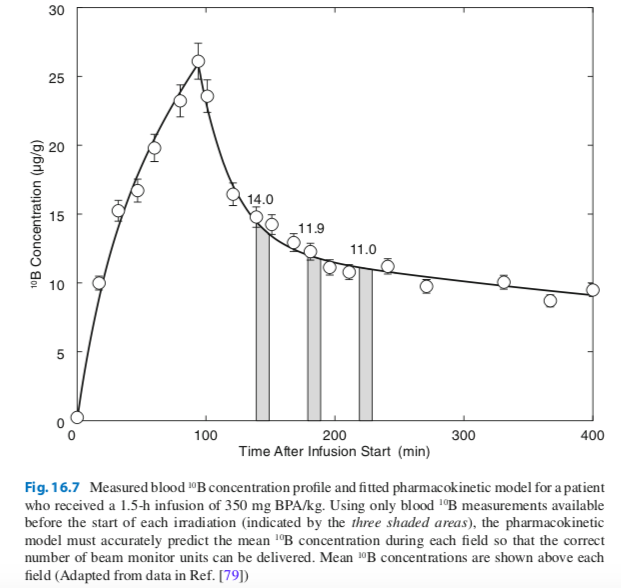 30
25
20
15
10
5
0
¹⁰B Concentration (µg/g)
14.0
11.9
11.0
0 100 200 300 400
Time After Infusion Start (min)
Fig. 16.7 Measured blood ¹⁰B concentration profile and fitted pharmacokinetic model for a patient
who received a 1.5-h infusion of 350 mg BPA/kg. Using only blood ¹⁰B measurements available
before the start of each irradiation (indicated by the three shaded areas), the pharmacokinetic
model must accurately predict the mean ¹⁰B concentration during each field so that the correct
number of beam monitor units can be delivered. Mean ¹⁰B concentrations are shown above each
field (Adapted from data in Ref. [79])